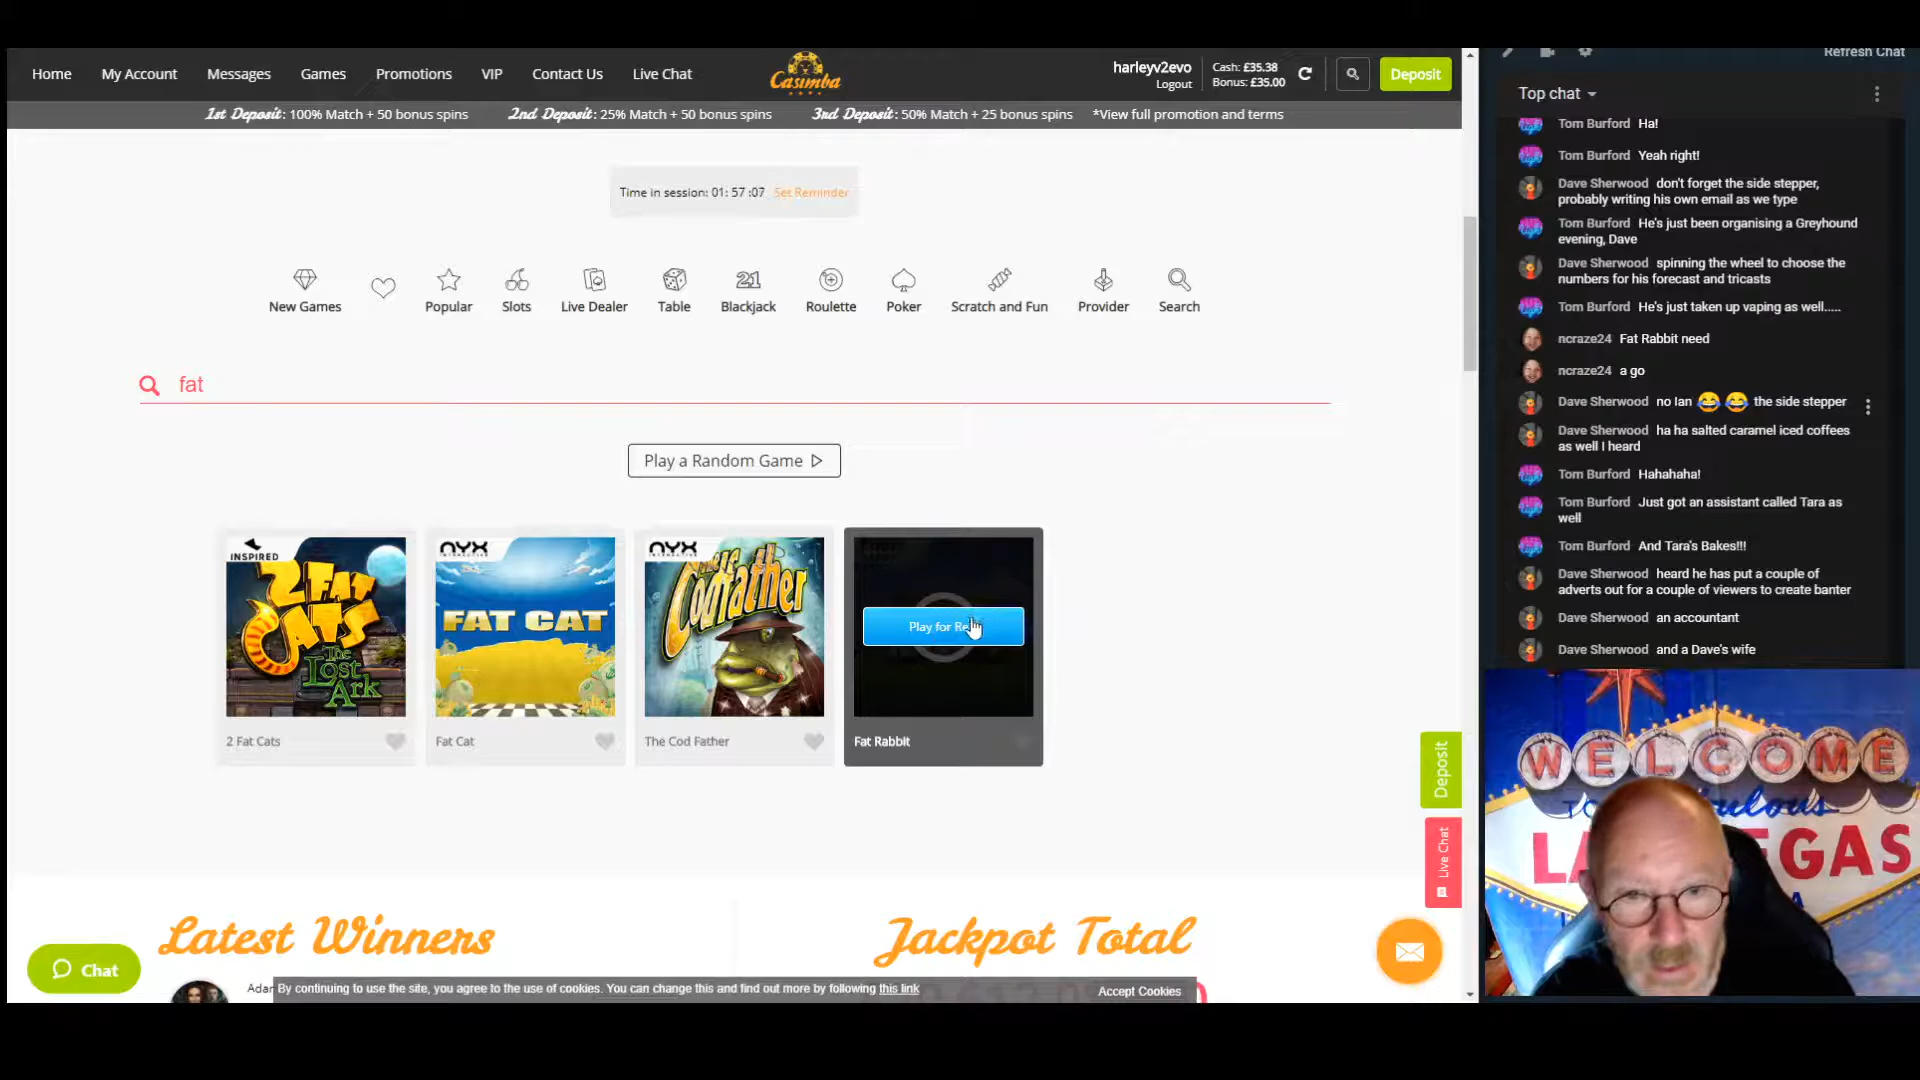 Home My Account Messages Games Promotions VIP Contact Us Live Chat
Casimba
harleyv2evo
Logout
Cash: £35.38
Bonus: £35.00
Deposit
1st Deposit: 100% Match + 50 bonus spins 2nd Deposit: 25% Match + 50 bonus spins 3rd Deposit: 50% Match + 25 bonus spins *View full promotion and terms
Time in session: 01: 57 :07 Set Reminder
New Games Popular Slots Live Dealer Table Blackjack Roulette Poker Scratch and Fun Provider Search
21
fat
Play a Random Game
INSPIRED
2 FAT CATS
The Lost Ark
NYX
INTERACTIVE
FAT CAT
NYX
INTERACTIVE
The Codfather
Play for Re
2 Fat Cats
Fat Cat
The Cod Father
Fat Rabbit
Deposit
Live Chat
Latest Winners
Jackpot Total
Chat
Adar
By continuing to use the site, you agree to the use of cookies. You can change this and find out more by following this link
Accept Cookies
Refresh Chat
Top chat
Tom Burford Ha!
Tom Burford Yeah right!
Dave Sherwood don't forget the side stepper,
probably writing his own email as we type
Tom Burford He's just been organising a Greyhound
evening, Dave
Dave Sherwood spinning the wheel to choose the
numbers for his forecast and tricasts
Tom Burford He's just taken up vaping as well.....
ncraze24 Fat Rabbit need
ncraze24 a go
Dave Sherwood no Ian 😂 😂 the side stepper
Dave Sherwood ha ha salted caramel iced coffees
as well I heard
Tom Burford Hahahaha!
Tom Burford Just got an assistant called Tara as
well
Tom Burford And Tara's Bakes!!!
Dave Sherwood heard he has put a couple of
adverts out for a couple of viewers to create banter
Dave Sherwood an accountant
Dave Sherwood and a Dave's wife
WELCOME
TO
LA
EGAS
A